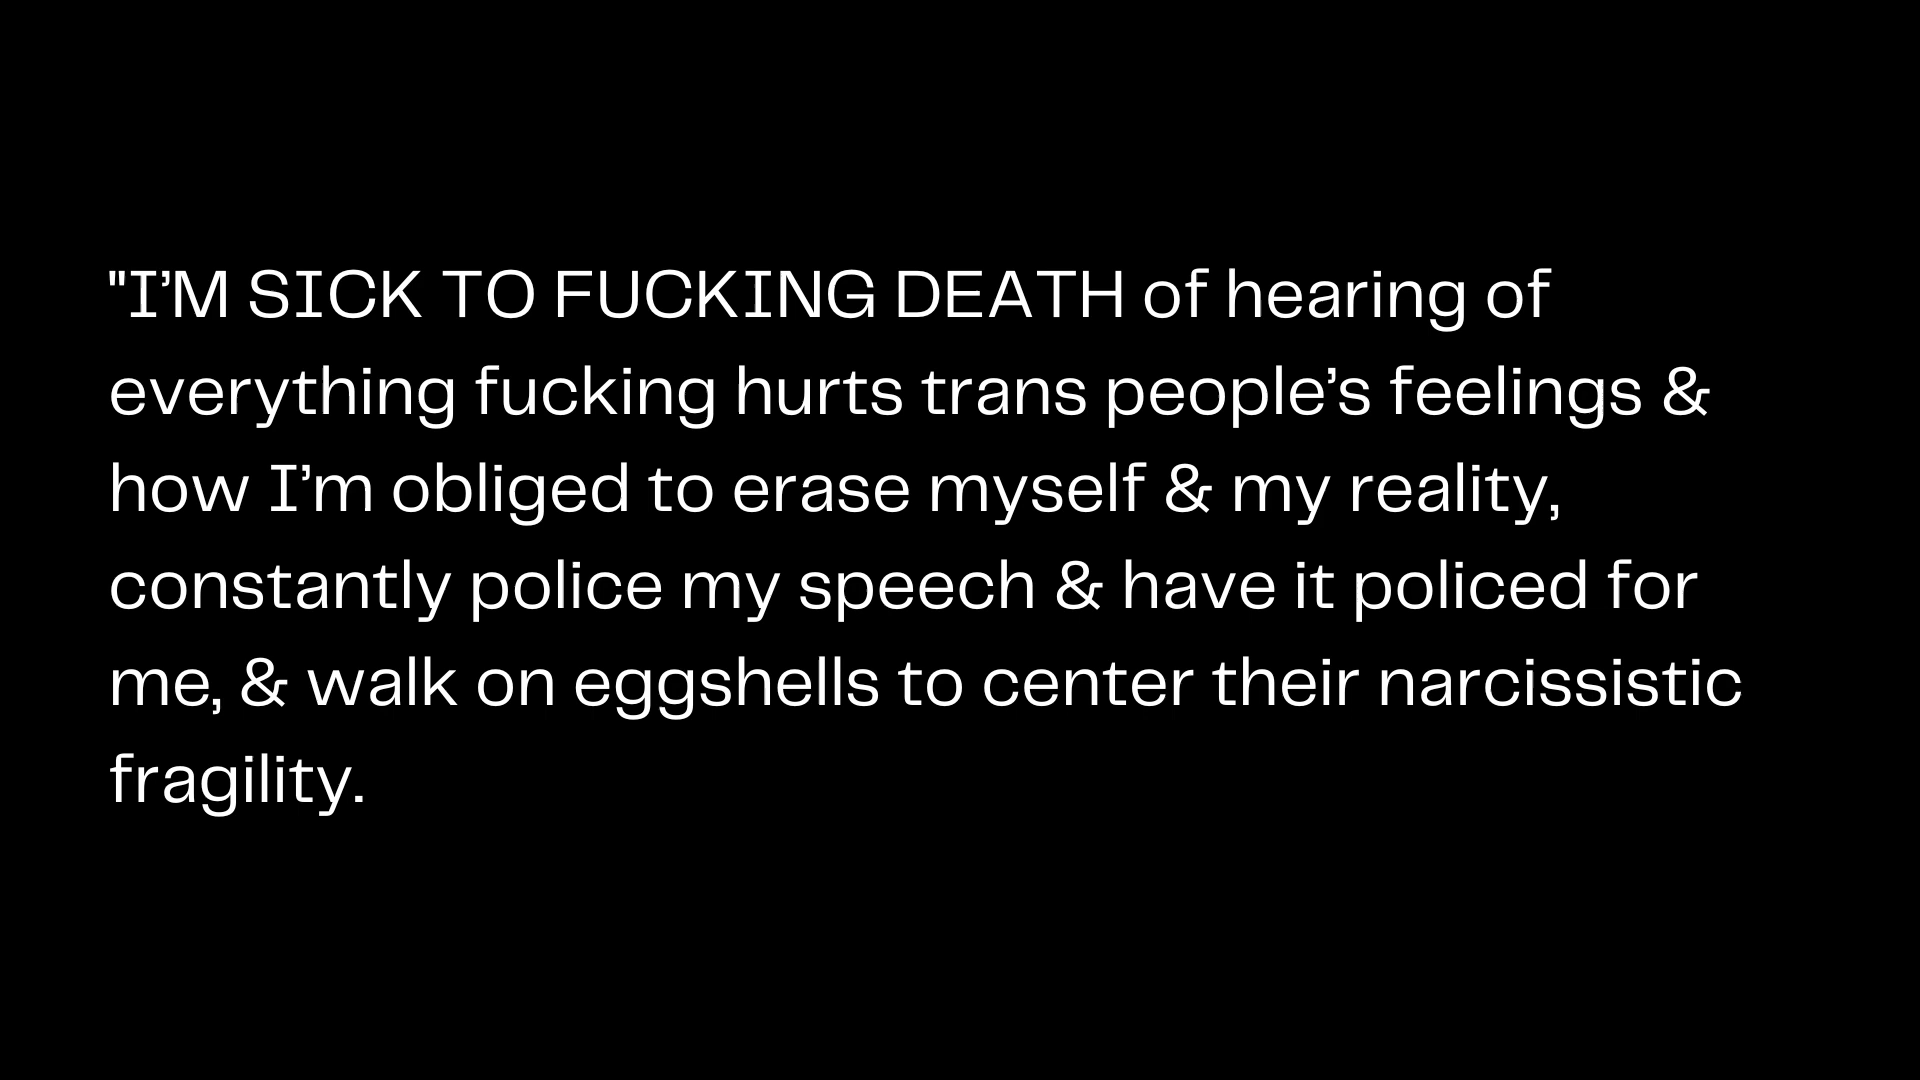 "I’M SICK TO FUCKING DEATH of hearing of
everything fucking hurts trans people’s feelings &
how I’m obliged to erase myself & my reality,
constantly police my speech & have it policed for
me, & walk on eggshells to center their narcissistic
fragility.